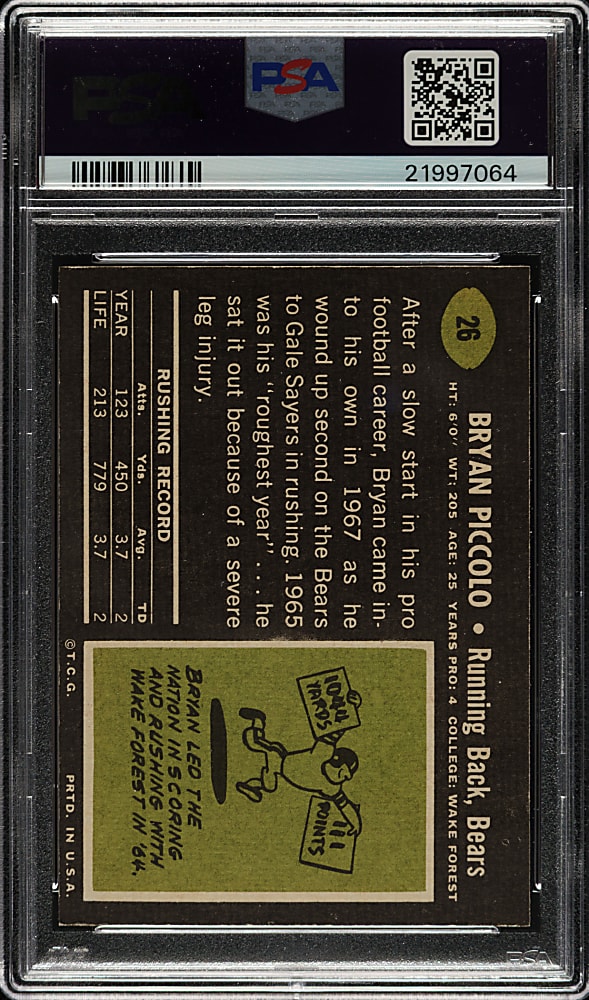 PSA
21997064
26
BRYAN PICCOLO • Running Back, Bears
HT: 6'0" WT: 205 AGE: 25 YEARS PRO: 4 COLLEGE: WAKE FOREST
After a slow start in his pro
football career, Bryan came in-
to his own in 1967 as he
wound up second on the Bears
to Gale Sayers in rushing. 1965
was his "roughest year" . . . he
sat it out because of a severe
leg injury.
RUSHING RECORD
Atts. Yds. Avg. TD
YEAR 123 450 3.7 2
LIFE 213 779 3.7 2
1044
YARDS
111
POINTS
BRYAN LED THE
NATION IN SCORING
AND RUSHING WITH
WAKE FOREST IN '64.
© T.C.G. PRTD. IN U.S.A.
PSA